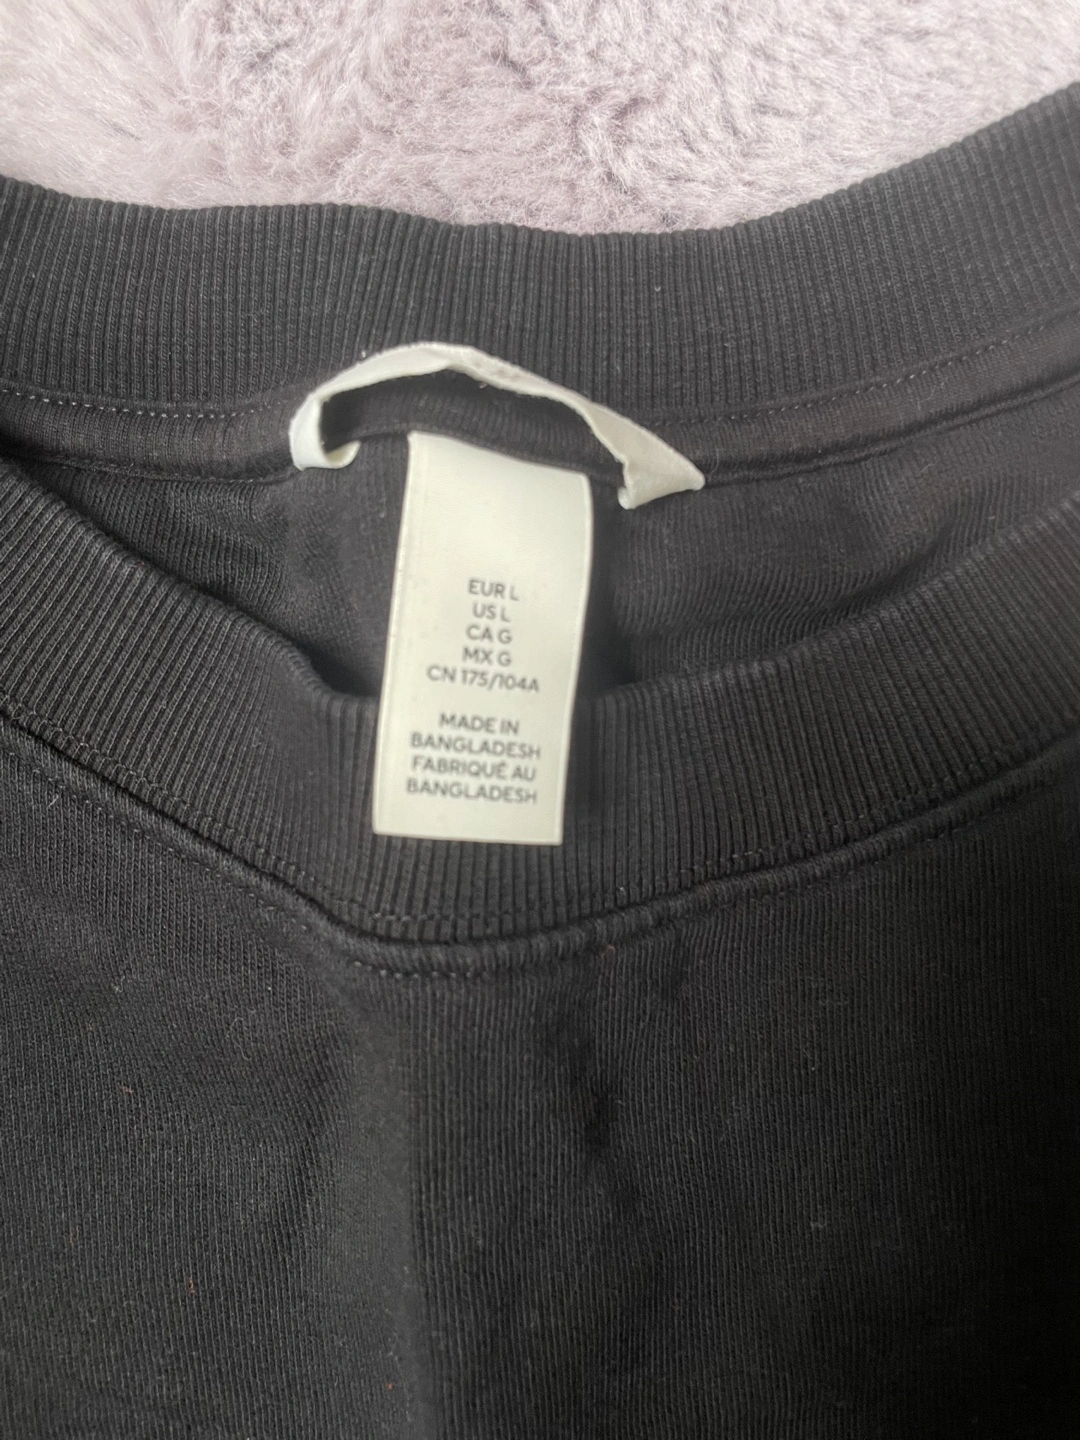 EUR L
US L
CA G
MX G
CN 175/104A
MADE IN
BANGLADESH
FABRIQUÉ AU
BANGLADESH